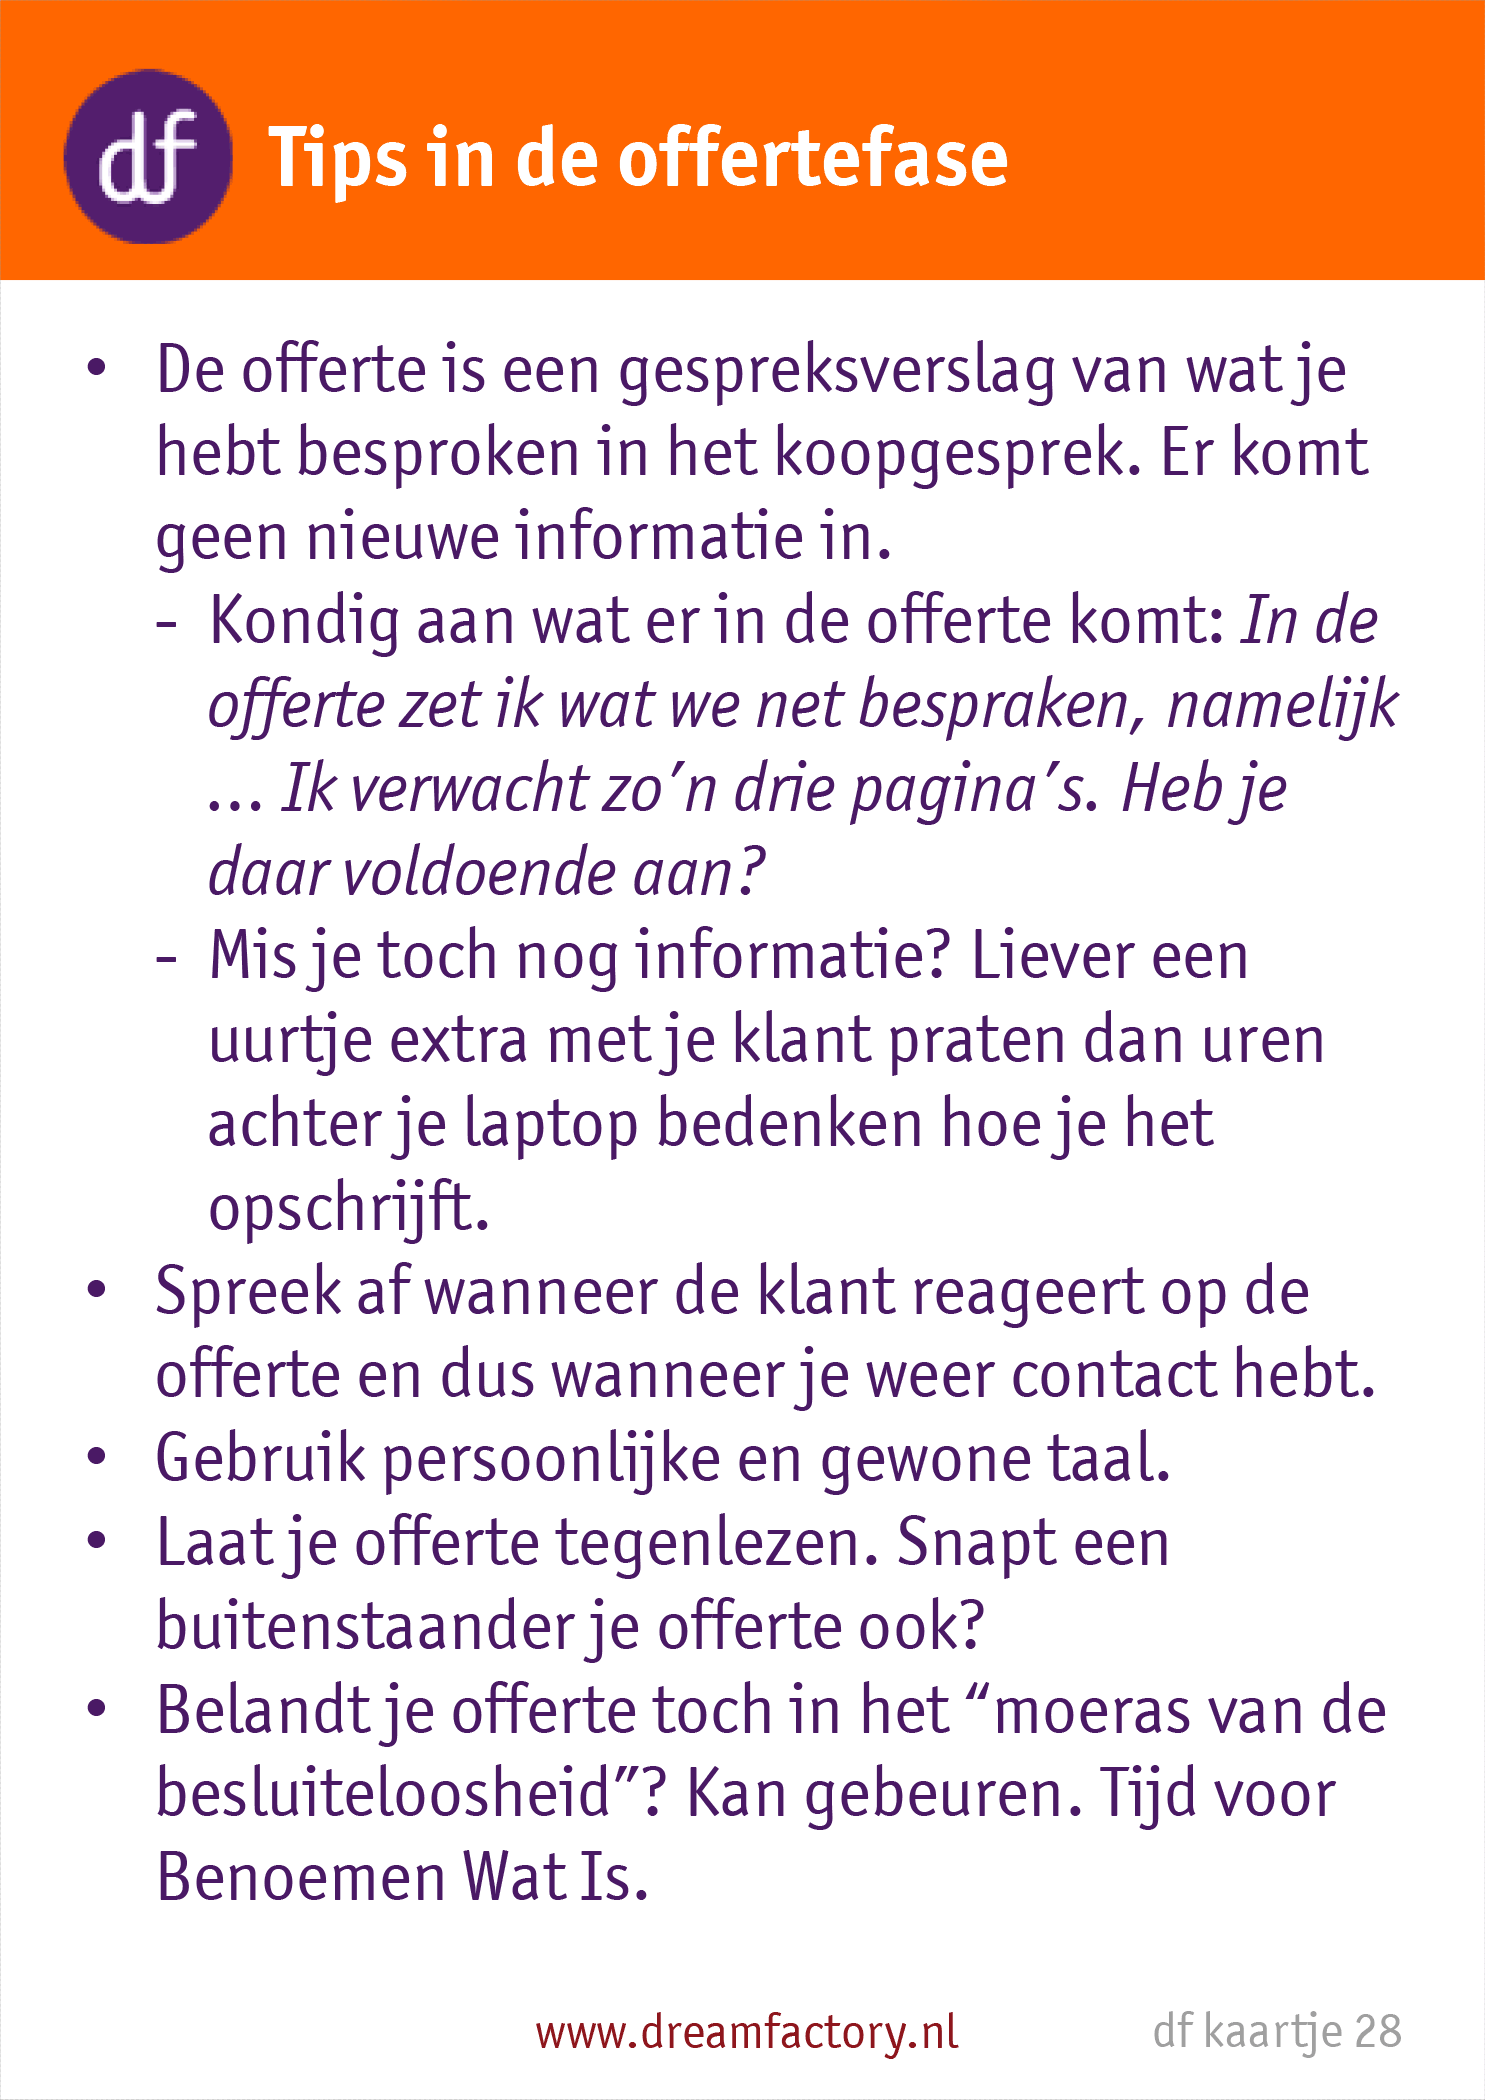 df
Tips in de offertefase
• De offerte is een gespreksverslag van wat je
hebt besproken in het koopgesprek. Er komt
geen nieuwe informatie in.
- Kondig aan wat er in de offerte komt: In de
offerte zet ik wat we net bespraken, namelijk
... Ik verwacht zo’n drie pagina’s. Heb je
daar voldoende aan?
- Mis je toch nog informatie? Liever een
uurtje extra met je klant praten dan uren
achter je laptop bedenken hoe je het
opschrijft.
• Spreek af wanneer de klant reageert op de
offerte en dus wanneer je weer contact hebt.
• Gebruik persoonlijke en gewone taal.
• Laat je offerte tegenlezen. Snapt een
buitenstaander je offerte ook?
• Belandt je offerte toch in het “moeras van de
besluiteloosheid”? Kan gebeuren. Tijd voor
Benoemen Wat Is.
www.dreamfactory.nl
df kaartje 28